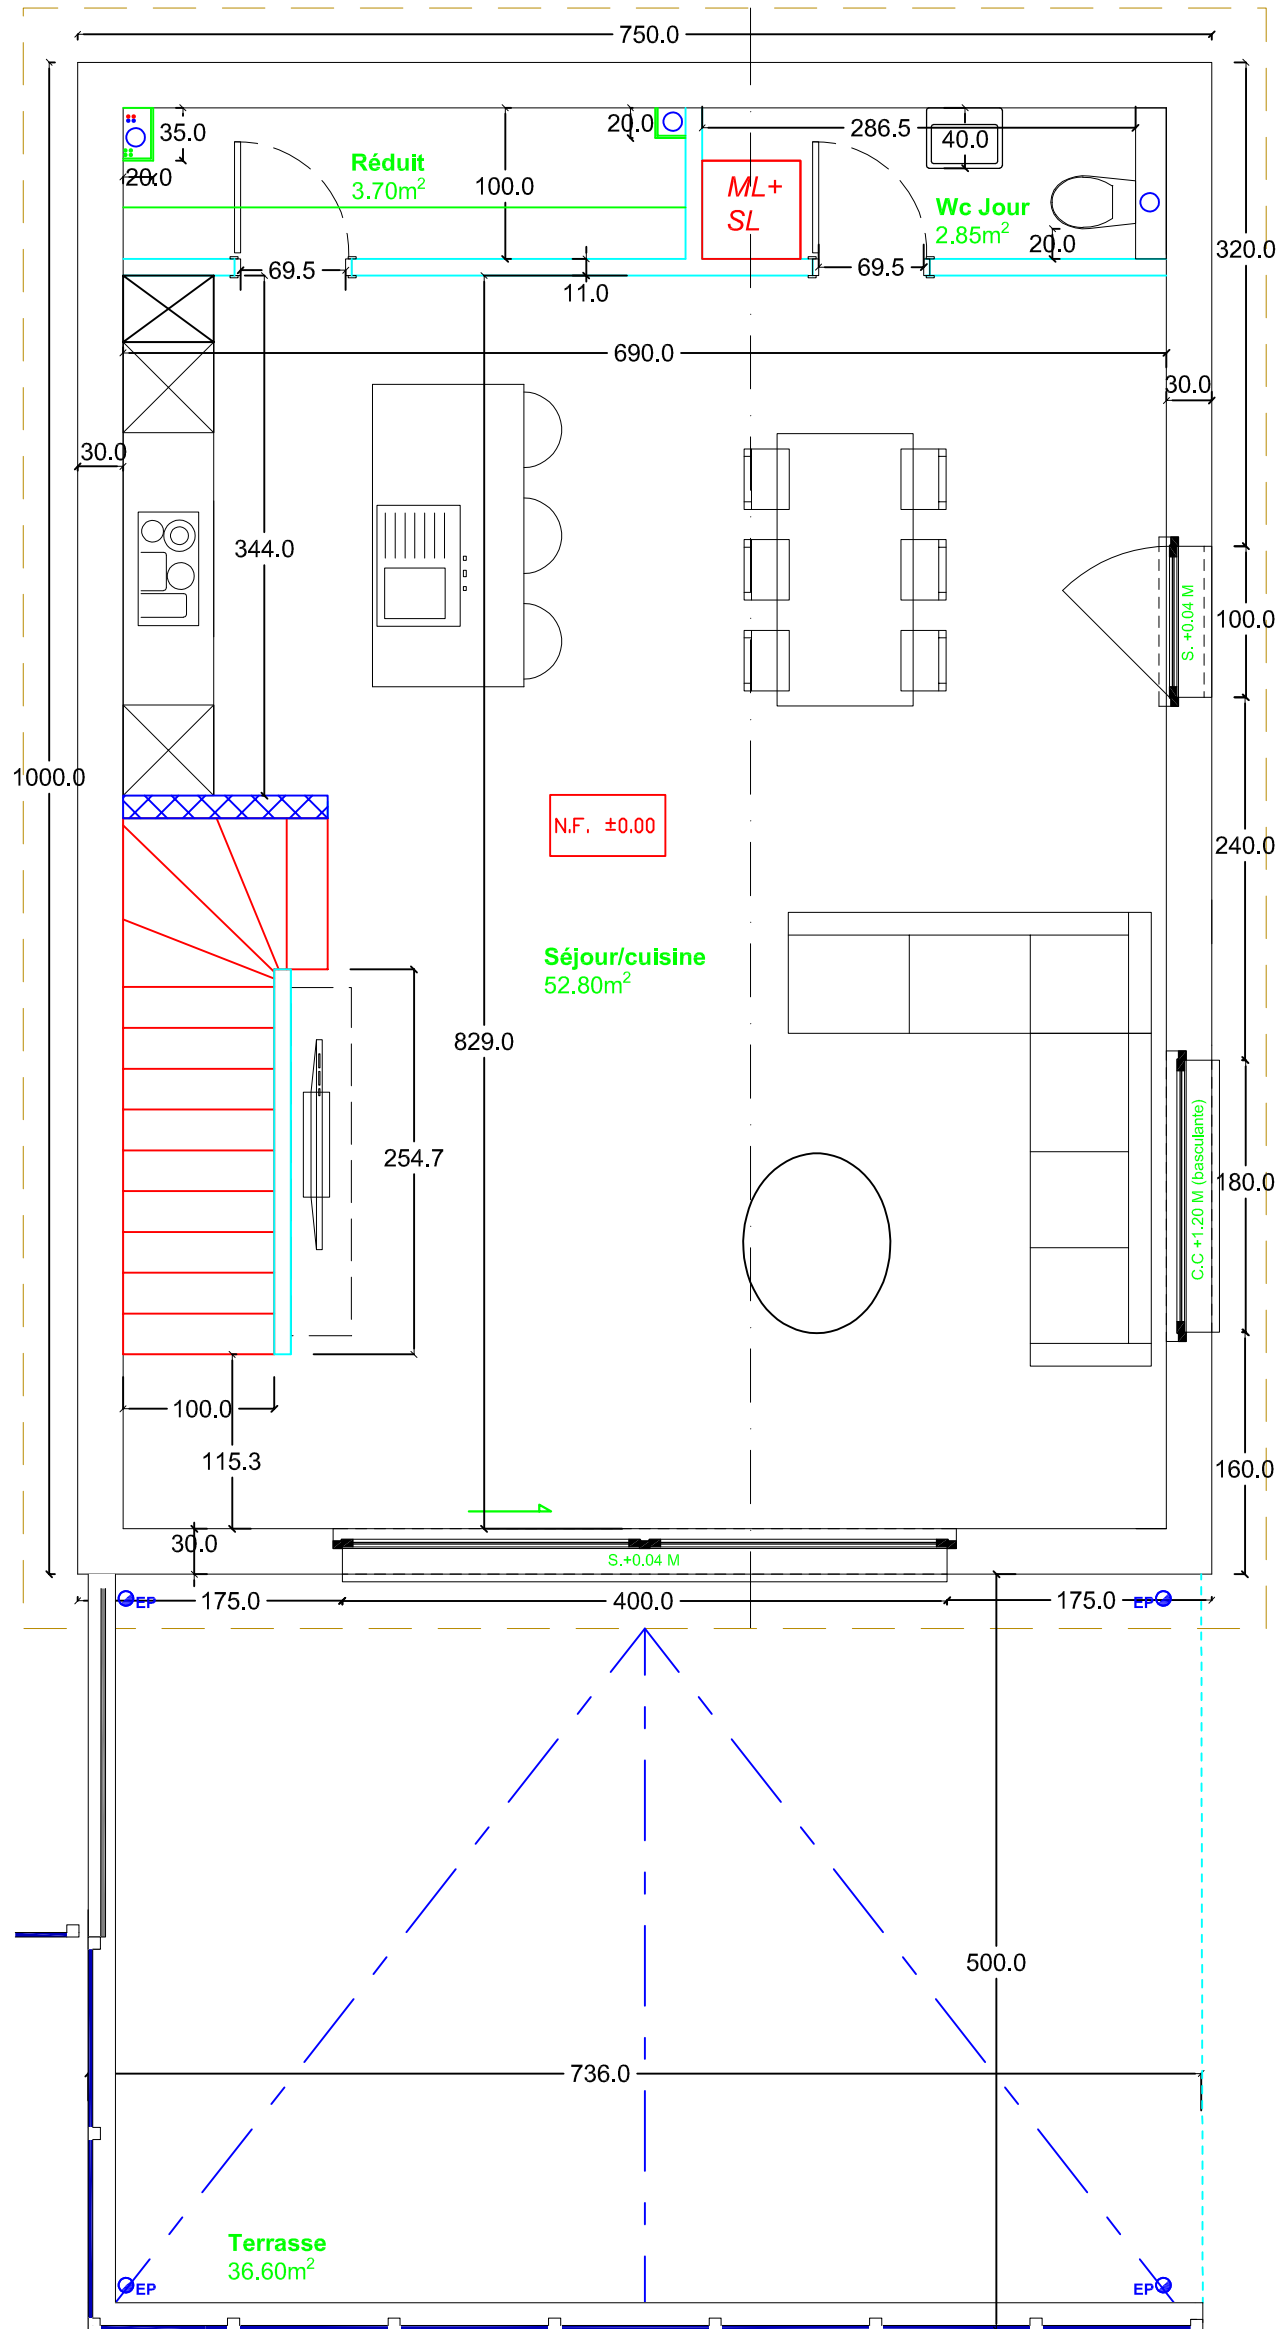 750.0
35.0
20.0
Réduit
3.70m²
100.0
20.0
286.5
40.0
ML+
SL
Wc Jour
2.85m²
20.0
69.5
69.5
11.0
320.0
690.0
30.0
30.0
344.0
S. +0.04 M
100.0
1000.0
N.F. ±0.00
240.0
Séjour/cuisine
52.80m²
829.0
254.7
C.C +1.20 M (basculante)
180.0
100.0
115.3
160.0
30.0
S.+0.04 M
EP
175.0
400.0
175.0
EP
500.0
736.0
Terrasse
36.60m²
EP
EP